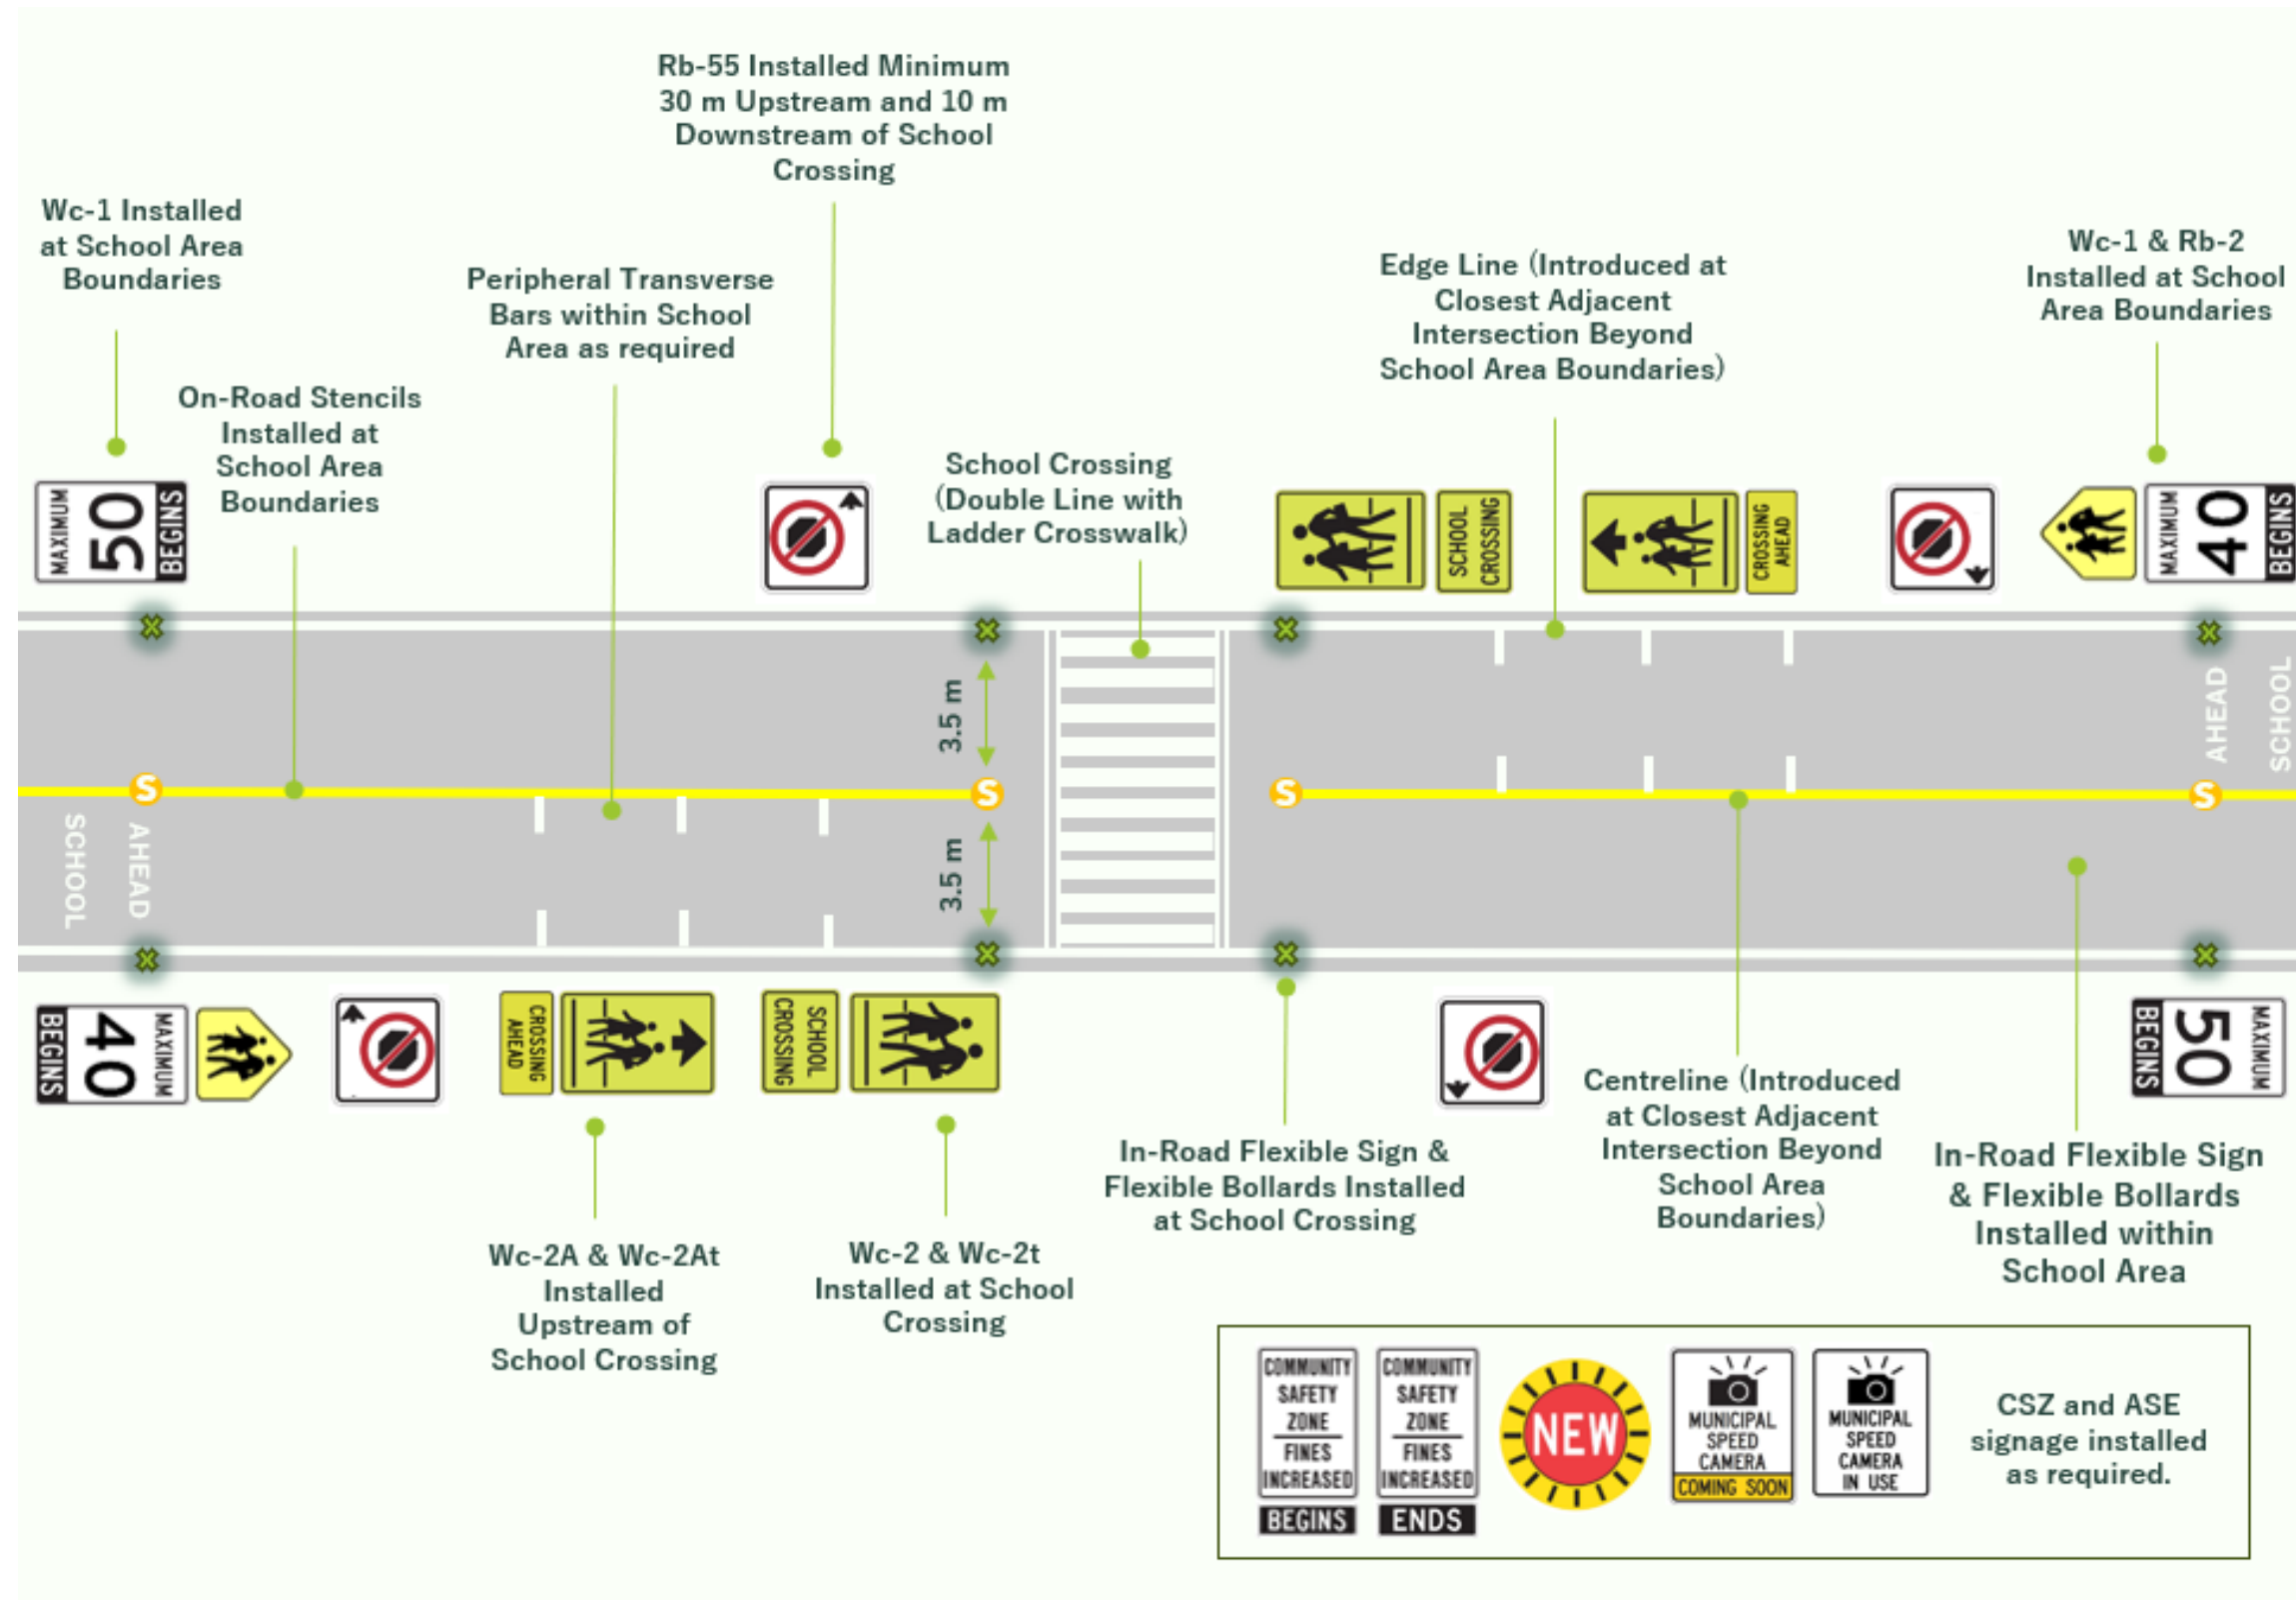 Rb-55 Installed Minimum
30 m Upstream and 10 m
Downstream of School
Crossing
Wc-1 Installed
at School Area
Boundaries
Peripheral Transverse
Bars within School
Area as required
Edge Line (Introduced at
Closest Adjacent
Intersection Beyond
School Area Boundaries)
Wc-1 & Rb-2
Installed at School
Area Boundaries
On-Road Stencils
Installed at
School Area
Boundaries
School Crossing
(Double Line with
Ladder Crosswalk)
MAXIMUM
50
BEGINS
SCHOOL
CROSSING
CROSSING
AHEAD
MAXIMUM
40
BEGINS
3.5 m
AHEAD
SCHOOL
S
S
S
S
SCHOOL
AHEAD
3.5 m
BEGINS
40
MAXIMUM
CROSSING
AHEAD
SCHOOL
CROSSING
BEGINS
50
MAXIMUM
In-Road Flexible Sign &
Flexible Bollards Installed
at School Crossing
Centreline (Introduced
at Closest Adjacent
Intersection Beyond
School Area
Boundaries)
In-Road Flexible Sign
& Flexible Bollards
Installed within
School Area
Wc-2A & Wc-2At
Installed
Upstream of
School Crossing
Wc-2 & Wc-2t
Installed at School
Crossing
COMMUNITY
SAFETY
ZONE
FINES
INCREASED
BEGINS
COMMUNITY
SAFETY
ZONE
FINES
INCREASED
ENDS
NEW
MUNICIPAL
SPEED
CAMERA
COMING SOON
MUNICIPAL
SPEED
CAMERA
IN USE
CSZ and ASE
signage installed
as required.